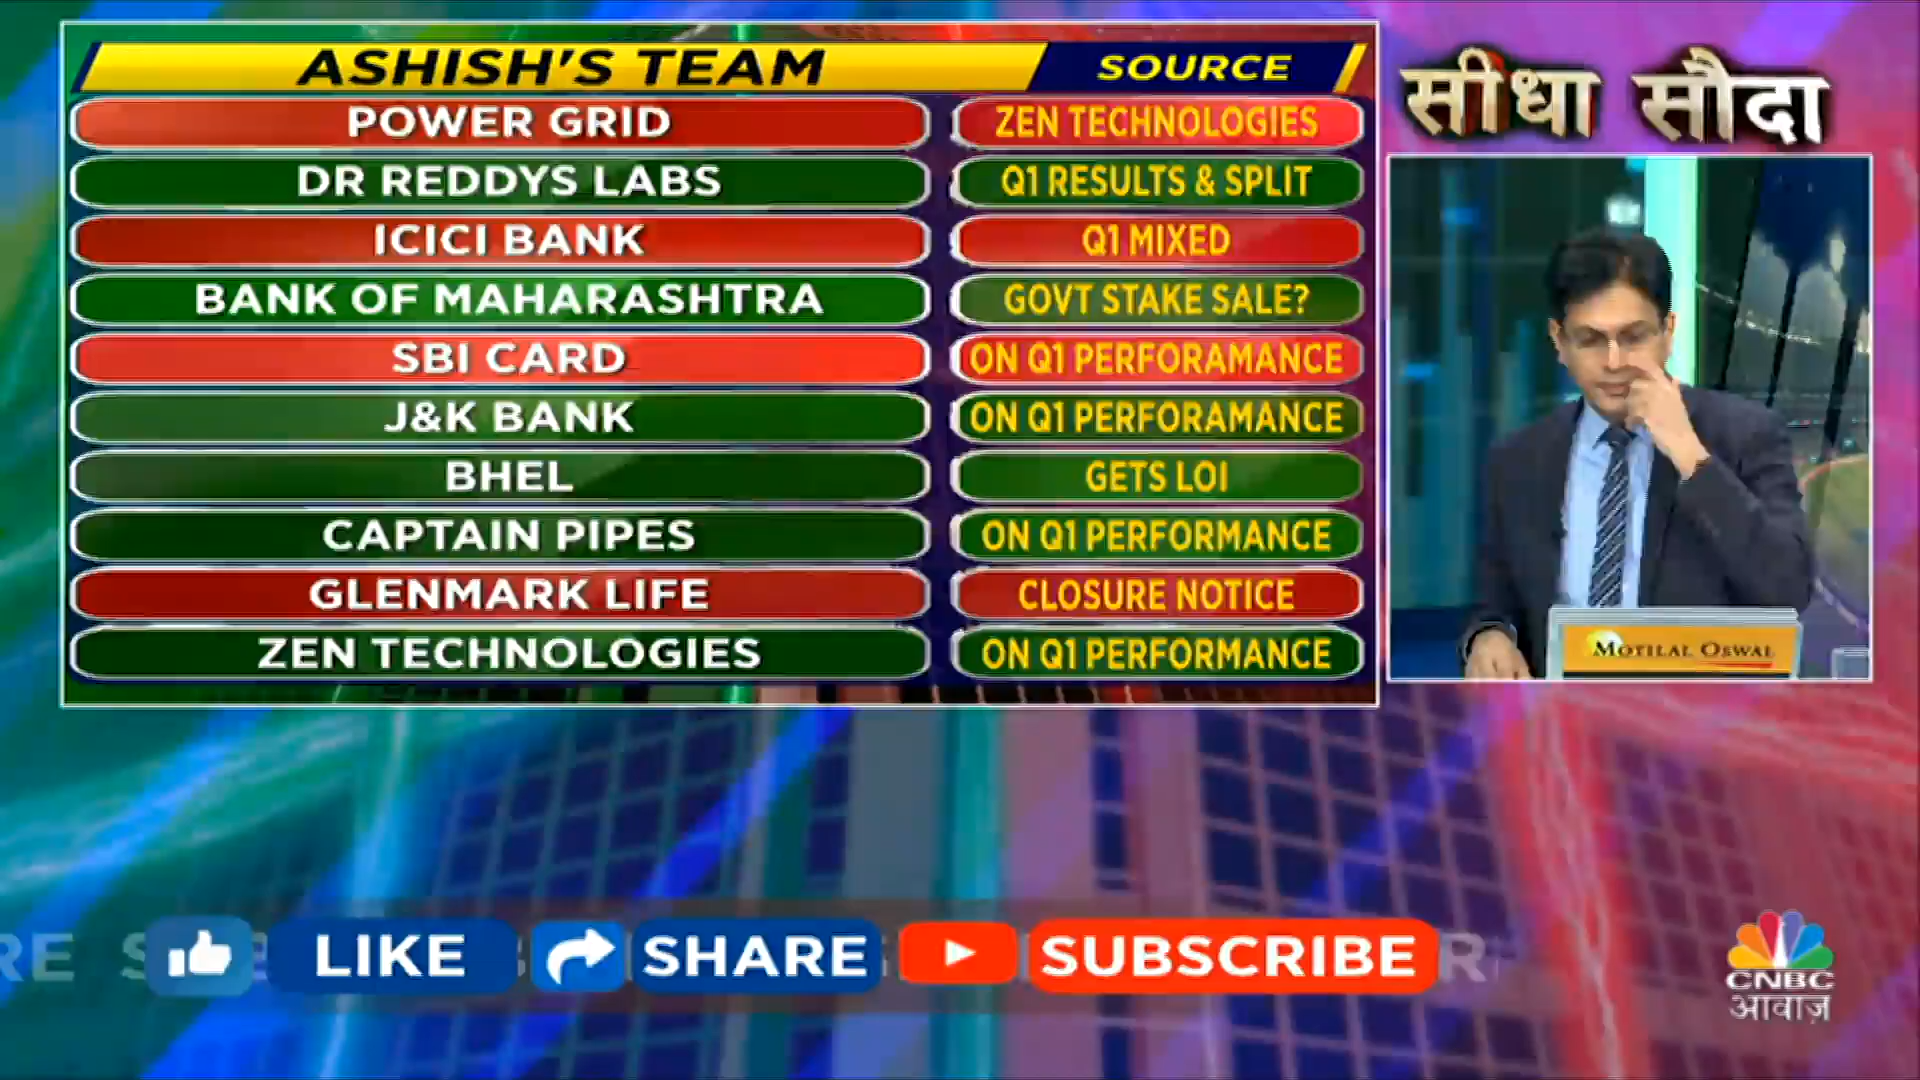 ASHISH'S TEAM SOURCE
POWER GRID ZEN TECHNOLOGIES
DR REDDYS LABS Q1 RESULTS & SPLIT
ICICI BANK Q1 MIXED
BANK OF MAHARASHTRA GOVT STAKE SALE?
SBI CARD ON Q1 PERFORAMANCE
J&K BANK ON Q1 PERFORAMANCE
BHEL GETS LOI
CAPTAIN PIPES ON Q1 PERFORMANCE
GLENMARK LIFE CLOSURE NOTICE
ZEN TECHNOLOGIES ON Q1 PERFORMANCE
सीधा सौदा
MOTILAL OSWAL
LIKE SHARE SUBSCRIBE
CNBC
आवाज़